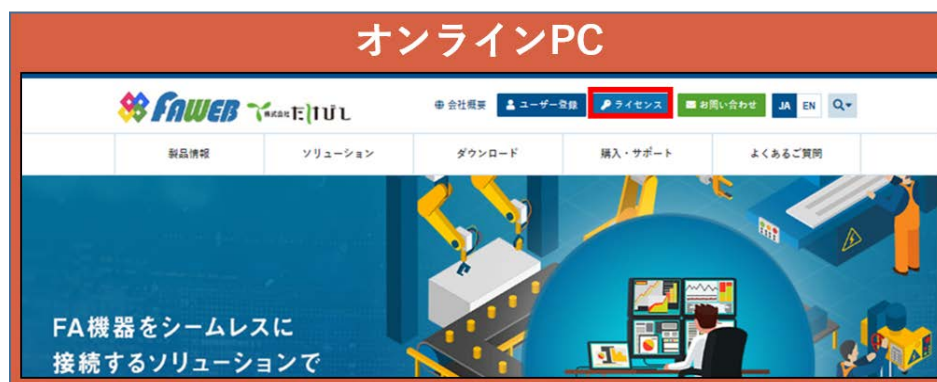 オンラインPC
FAWEB 株式会社たけびし
会社概要 ユーザー登録 ライセンス お問い合わせ JA EN
製品情報 ソリューション ダウンロード 購入・サポート よくあるご質問
FA機器をシームレスに
接続するソリューションで